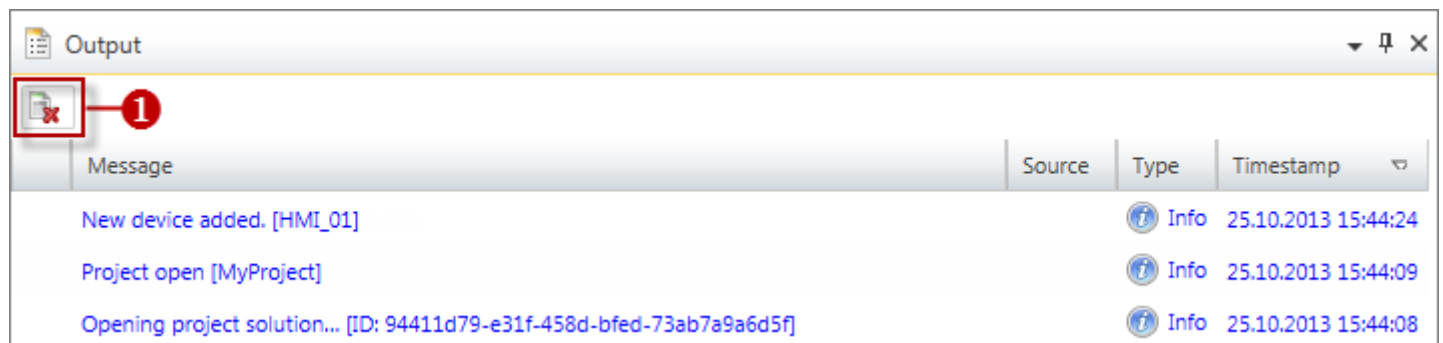 Output
1
Message Source Type Timestamp
New device added. [HMI_01] Info 25.10.2013 15:44:24
Project open [MyProject] Info 25.10.2013 15:44:09
Opening project solution... [ID: 94411d79-e31f-458d-bfed-73ab7a9a6d5f] Info 25.10.2013 15:44:08